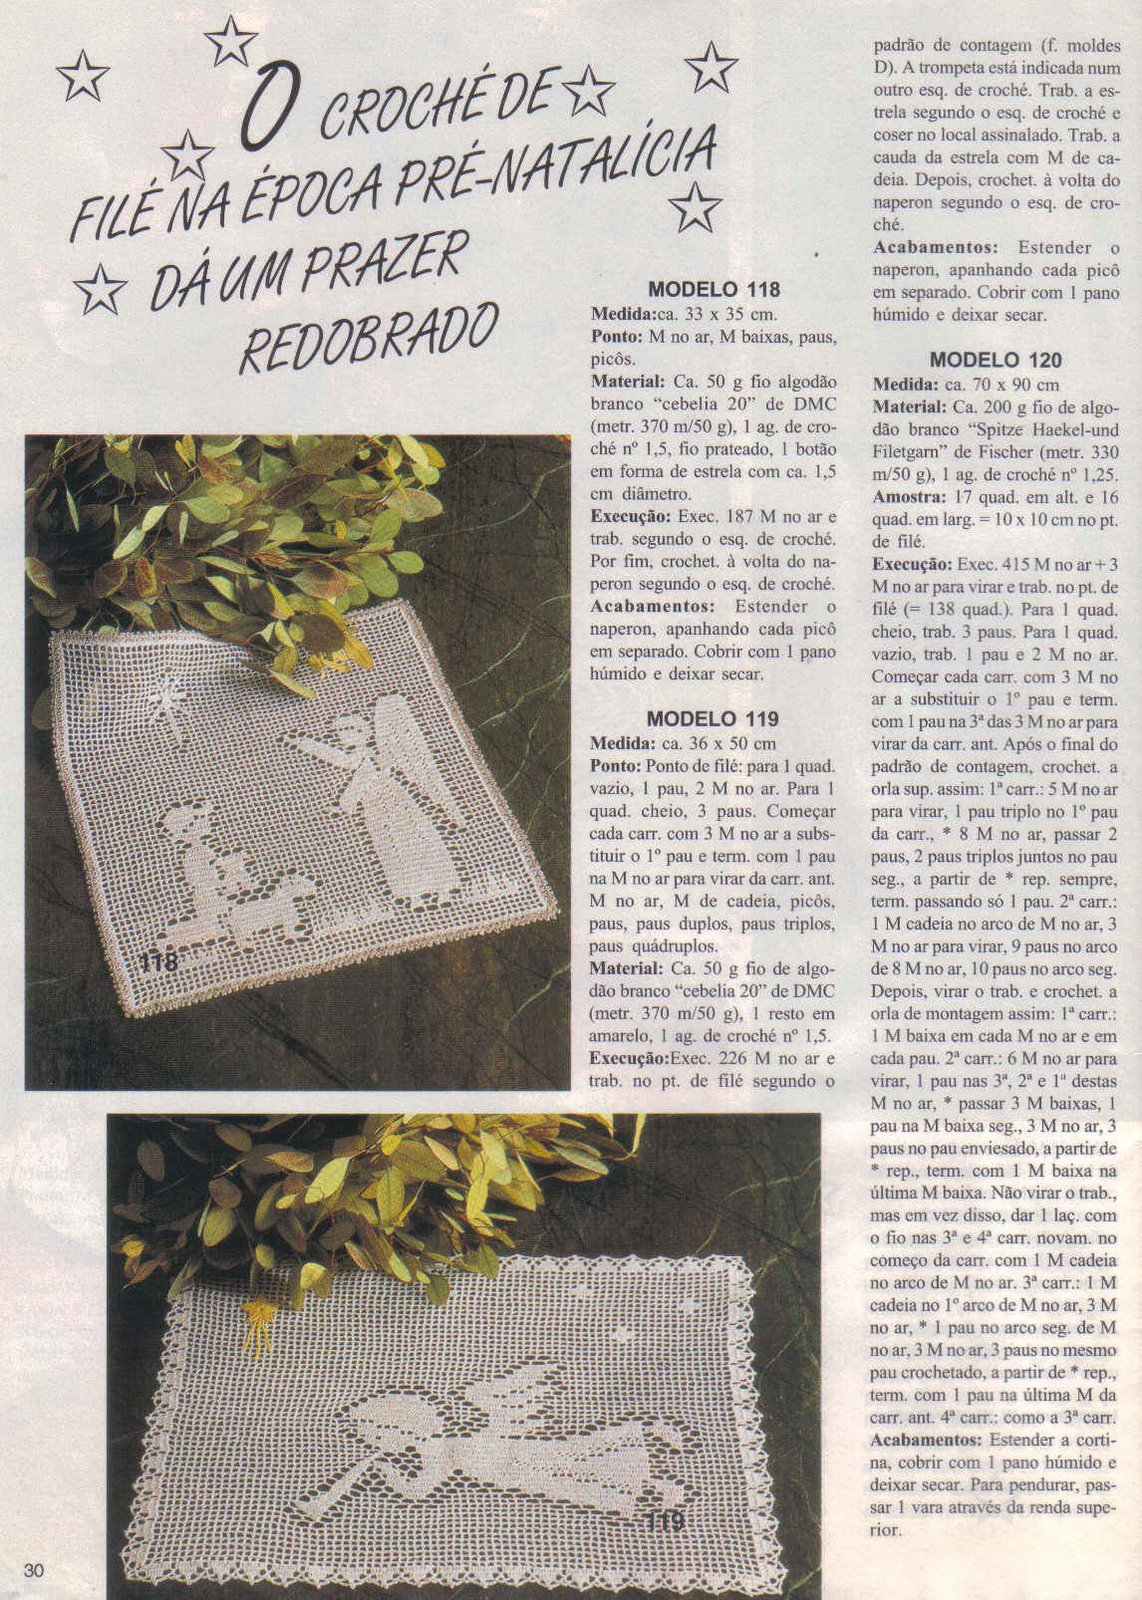 O CROCHÉ DE
FILÉ NA ÉPOCA PRÉ-NATALÍCIA
DÁ UM PRAZER
REDOBRADO
MODELO 118
Medida:ca. 33 x 35 cm.
Ponto: M no ar, M baixas, paus,
picôs.
Material: Ca. 50 g fio algodão
branco “cebelia 20” de DMC
(metr. 370 m/50 g), 1 ag. de cro-
ché nº 1,5, fio prateado, 1 botão
em forma de estrela com ca. 1,5
cm diâmetro.
Execução: Exec. 187 M no ar e
trab. segundo o esq. de croché.
Por fim, crochet. à volta do na-
peron segundo o esq. de croché.
Acabamentos: Estender o
naperon, apanhando cada picô
em separado. Cobrir com 1 pano
húmido e deixar secar.
MODELO 119
Medida: ca. 36 x 50 cm
Ponto: Ponto de filé: para 1 quad.
vazio, 1 pau, 2 M no ar. Para 1
quad. cheio, 3 paus. Começar
cada carr. com 3 M no ar a subs-
tituir o 1º pau e term. com 1 pau
na M no ar para virar da carr. ant.
M no ar, M de cadeia, picôs,
paus, paus duplos, paus triplos,
paus quádruplos.
Material: Ca. 50 g fio de algo-
dão branco “cebelia 20” de DMC
(metr. 370 m/50 g), 1 resto em
amarelo, 1 ag. de croché nº 1,5.
Execução:Exec. 226 M no ar e
trab. no pt. de filé segundo o
padrão de contagem (f. moldes
D). A trompeta está indicada num
outro esq. de croché. Trab. a es-
trela segundo o esq. de croché e
coser no local assinalado. Trab. a
cauda da estrela com M de ca-
deia. Depois, crochet. à volta do
naperon segundo o esq. de cro-
ché.
Acabamentos: Estender o
naperon, apanhando cada picô
em separado. Cobrir com 1 pano
húmido e deixar secar.
MODELO 120
Medida: ca. 70 x 90 cm
Material: Ca. 200 g fio de algo-
dão branco “Spitze Haekel-und
Filetgarn” de Fischer (metr. 330
m/50 g), 1 ag. de croché nº 1,25.
Amostra: 17 quad. em alt. e 16
quad. em larg. = 10 x 10 cm no pt.
de filé.
Execução: Exec. 415 M no ar + 3
M no ar para virar e trab. no pt. de
filé (= 138 quad.). Para 1 quad.
cheio, trab. 3 paus. Para 1 quad.
vazio, trab. 1 pau e 2 M no ar.
Começar cada carr. com 3 M no
ar a substituir o 1º pau e term.
com 1 pau na 3ª das 3 M no ar para
virar da carr. ant. Após o final do
padrão de contagem, crochet. a
orla sup. assim: 1ª carr.: 5 M no ar
para virar, 1 pau triplo no 1º pau
da carr., * 8 M no ar, passar 2
paus, 2 paus triplos juntos no pau
seg., a partir de * rep. sempre,
term. passando só 1 pau. 2ª carr.:
1 M cadeia no arco de M no ar, 3
M no ar para virar, 9 paus no arco
de 8 M no ar, 10 paus no arco seg.
Depois, virar o trab. e crochet. a
orla de montagem assim: 1ª carr.:
1 M baixa em cada M no ar e em
cada pau. 2ª carr.: 6 M no ar para
virar, 1 pau nas 3ª, 2ª e 1ª destas
M no ar, * passar 3 M baixas, 1
pau na M baixa seg., 3 M no ar, 3
paus no pau enviesado, a partir de
* rep., term. com 1 M baixa na
última M baixa. Não virar o trab.,
mas em vez disso, dar 1 laç. com
o fio nas 3ª e 4ª carr. novam. no
começo da carr. com 1 M cadeia
no arco de M no ar. 3ª carr.: 1 M
cadeia no 1º arco de M no ar, 3 M
no ar, * 1 pau no arco seg. de M
no ar, 3 M no ar, 3 paus no mesmo
pau crochetado, a partir de * rep.,
term. com 1 pau na última M da
carr. ant. 4ª carr.: como a 3ª carr.
Acabamentos: Estender a corti-
na, cobrir com 1 pano húmido e
deixar secar. Para pendurar, pas-
sar 1 vara através da renda supe-
rior.
118
119
30